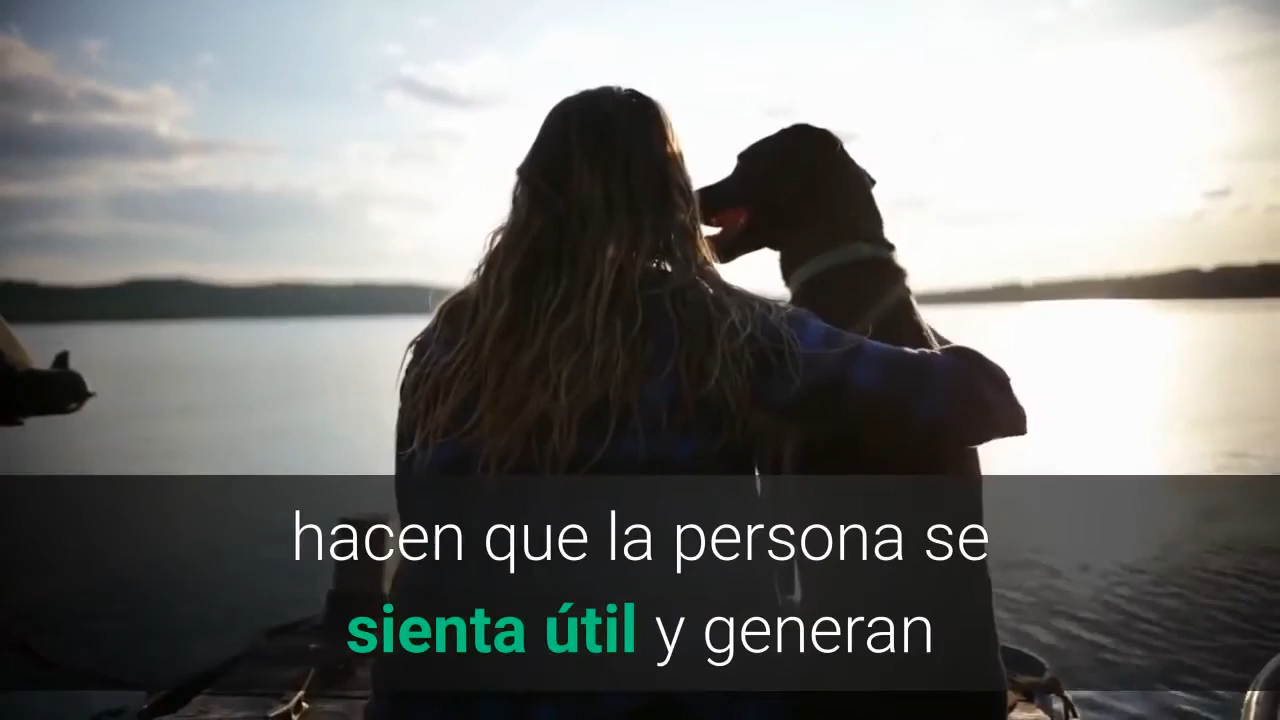 hacen que la persona se
sienta útil y generan